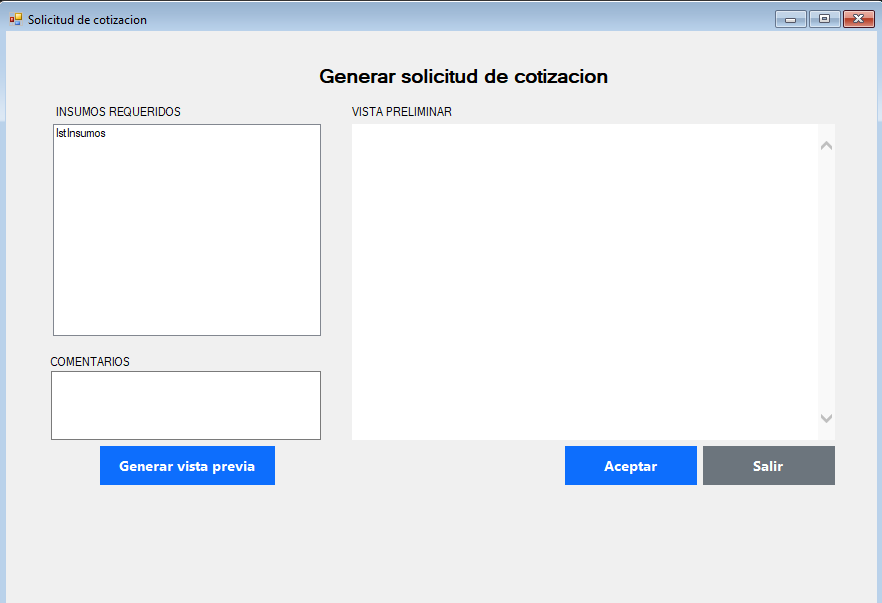 Solicitud de cotizacion
Generar solicitud de cotizacion
INSUMOS REQUERIDOS
VISTA PRELIMINAR
lstInsumos
COMENTARIOS
Generar vista previa
Aceptar
Salir